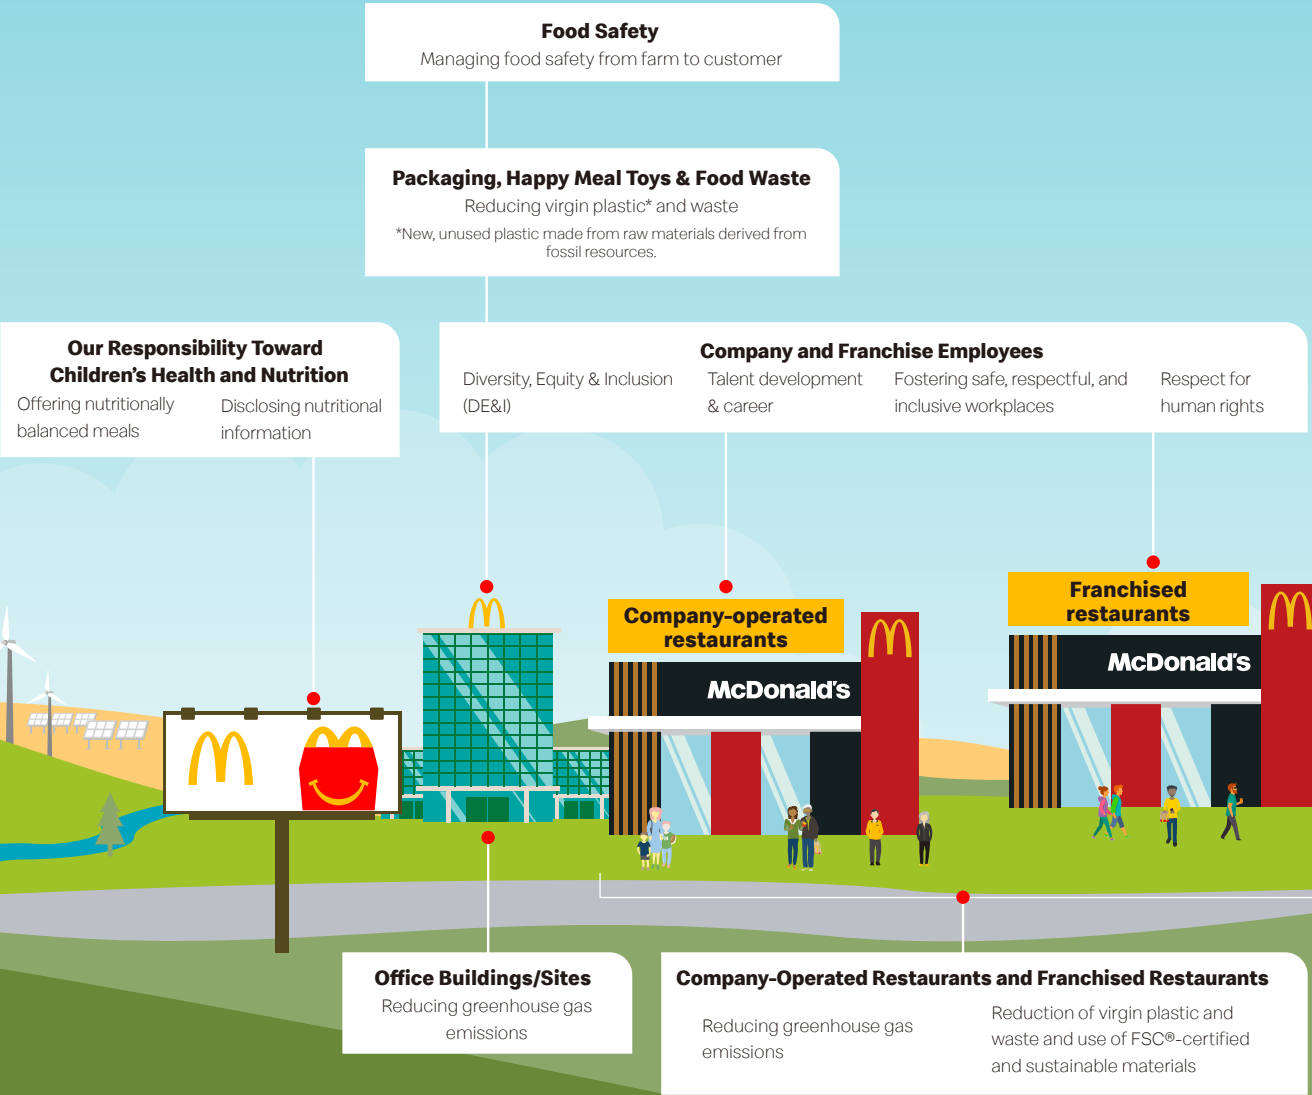 Food Safety
Managing food safety from farm to customer
Packaging, Happy Meal Toys & Food Waste
Reducing virgin plastic* and waste
*New, unused plastic made from raw materials derived from
fossil resources.
Our Responsibility Toward
Children's Health and Nutrition
Offering nutritionally
balanced meals
Disclosing nutritional
information
Company and Franchise Employees
Diversity, Equity & Inclusion
(DE&I)
Talent development
& career
Fostering safe, respectful, and
inclusive workplaces
Respect for
human rights
Company-operated
restaurants
McDonald's
Franchised
restaurants
McDonald's
Office Buildings/Sites
Reducing greenhouse gas
emissions
Company-Operated Restaurants and Franchised Restaurants
Reducing greenhouse gas
emissions
Reduction of virgin plastic and
waste and use of FSC®-certified
and sustainable materials